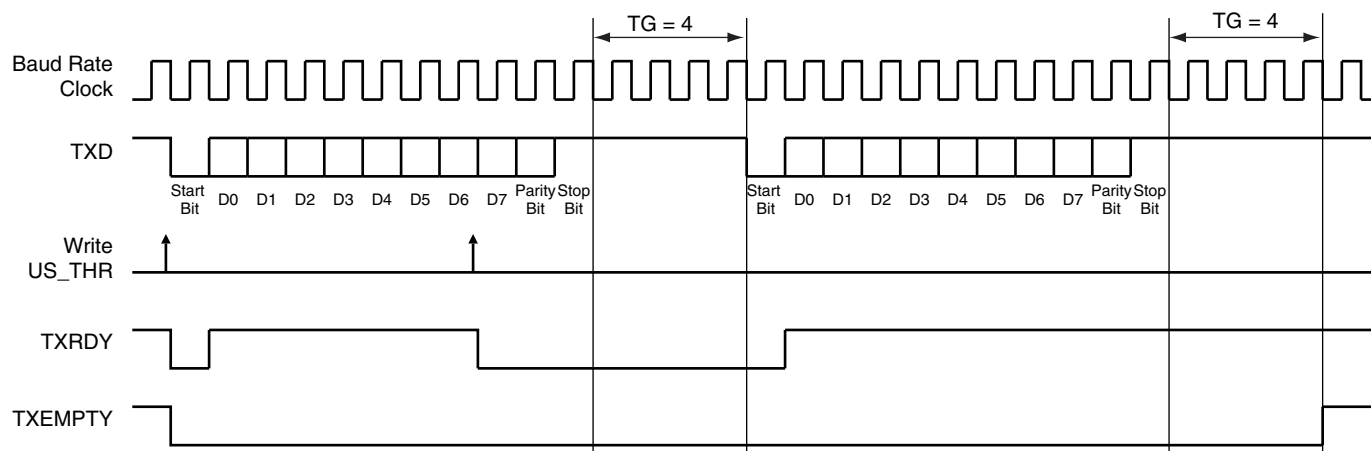 TG = 4
TG = 4
Baud Rate
Clock
TXD
Start
Bit
D0
D1
D2
D3
D4
D5
D6
D7
Parity
Bit
Stop
Bit
Start
Bit
D0
D1
D2
D3
D4
D5
D6
D7
Parity
Bit
Stop
Bit
Write
US_THR
TXRDY
TXEMPTY